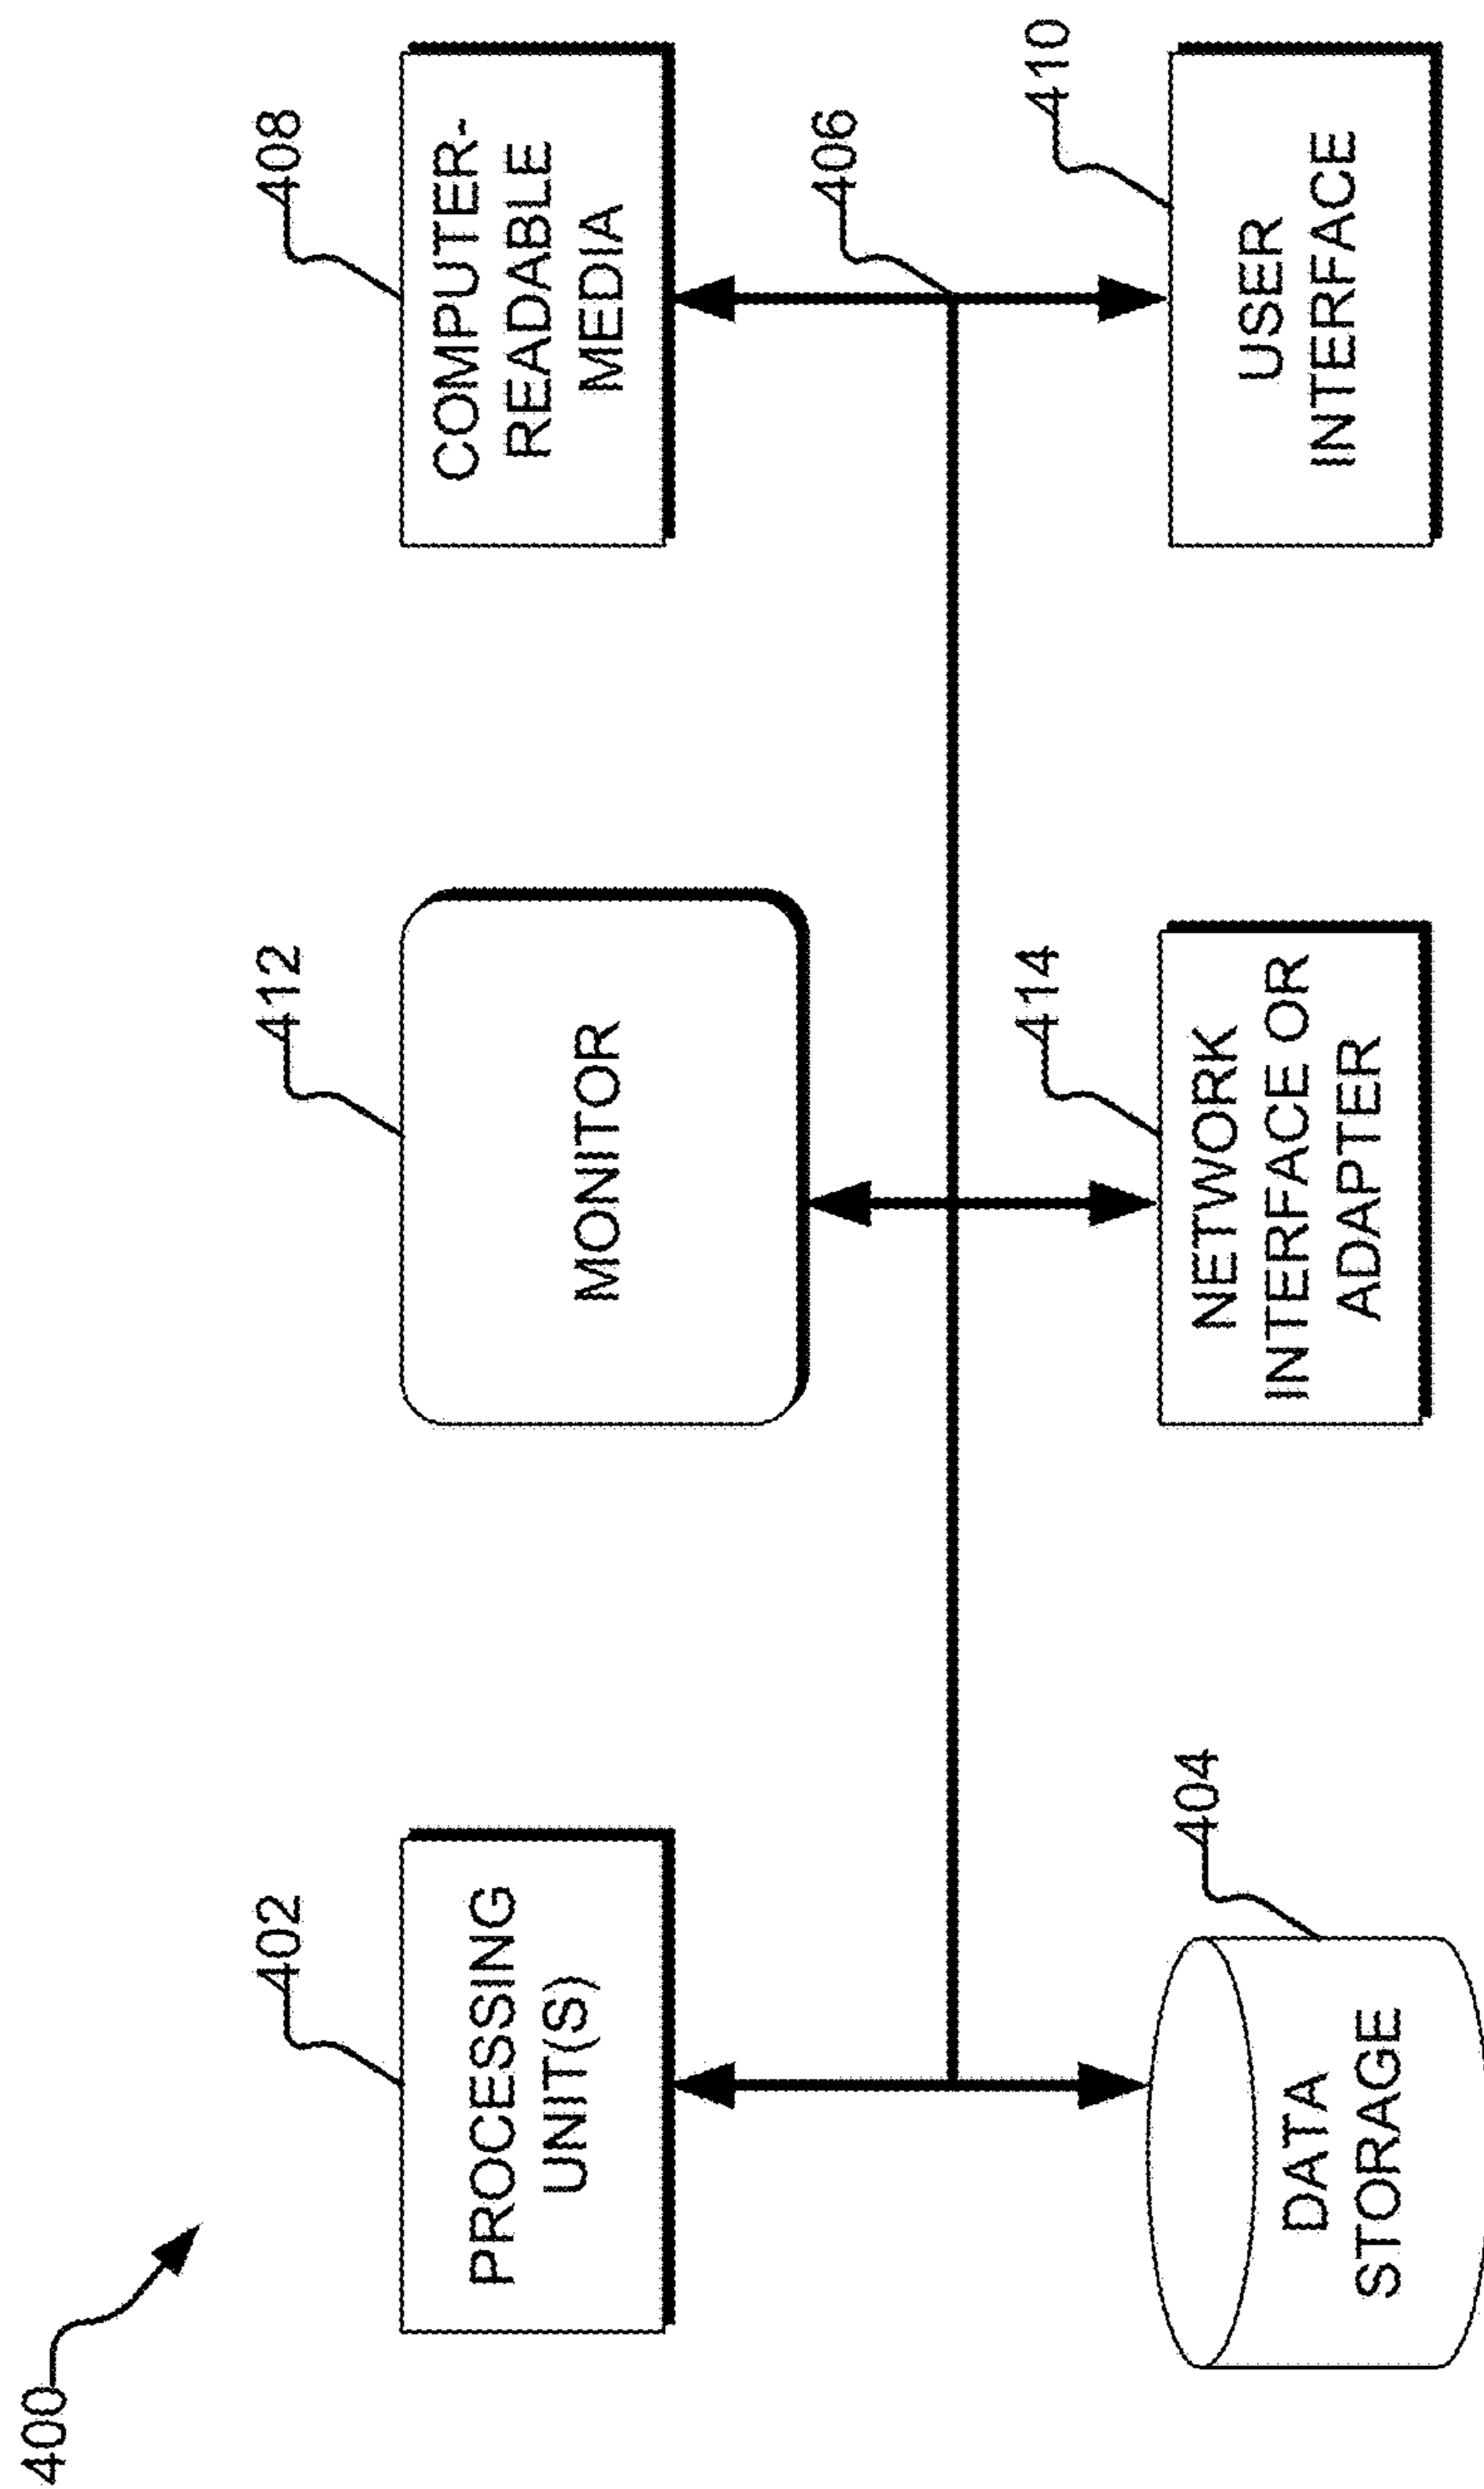 400
402
PROCESSING
UNIT(S)
412
MONITOR
408
COMPUTER-
READABLE
MEDIA
406
404
DATA
STORAGE
414
NETWORK
INTERFACE OR
ADAPTER
410
USER
INTERFACE